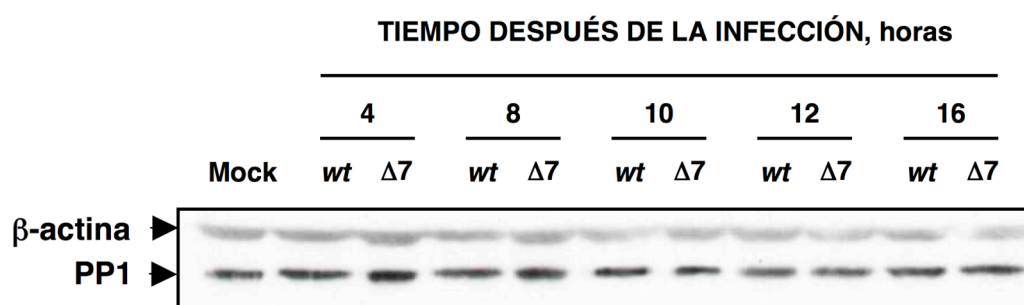 TIEMPO DESPUÉS DE LA INFECCIÓN, horas
4 8 10 12 16
Mock wt Δ7 wt Δ7 wt Δ7 wt Δ7 wt Δ7
β-actina
PP1